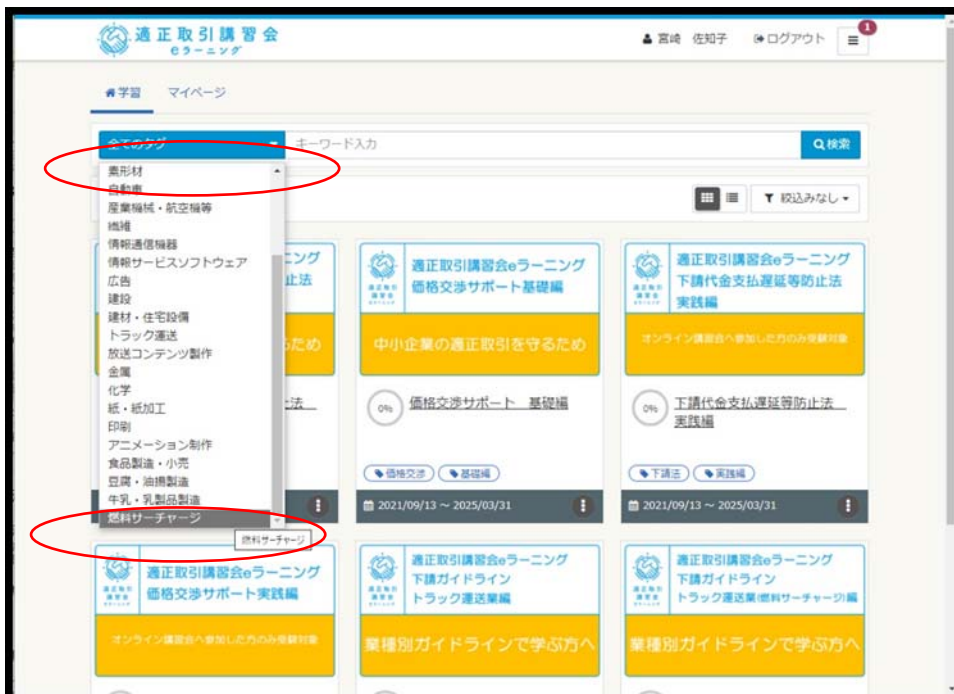 適正取引講習会
eラーニング
宮崎 佐知子
ログアウト
1
学習
マイページ
全てのタグ
キーワード入力
検索
素形材
自動車
産業機械・航空機等
繊維
情報通信機器
情報サービスソフトウェア
広告
建設
建材・住宅設備
トラック運送
放送コンテンツ製作
金属
化学
紙・紙加工
印刷
アニメーション制作
食品製造・小売
豆腐・油揚製造
牛乳・乳製品製造
燃料サーチャージ
燃料サーチャージ
絞込みなし
ニング
止法
るため
法
適正取引講習会eラーニング
価格交渉サポート基礎編
中小企業の適正取引を守るため
0%
価格交渉サポート 基礎編
価格交渉
基礎編
2021/09/13 ~ 2025/03/31
適正取引講習会eラーニング
下請代金支払遅延等防止法
実践編
オンライン講習会へ参加した方のみ受験対象
0%
下請代金支払遅延等防止法
実践編
下請法
実践編
2021/09/13 ~ 2025/03/31
適正取引講習会eラーニング
価格交渉サポート実践編
オンライン講習会へ参加した方のみ受験対象
適正取引講習会eラーニング
下請ガイドライン
トラック運送業編
業種別ガイドラインで学ぶ方へ
適正取引講習会eラーニング
下請ガイドライン
トラック運送業(燃料サーチャージ)編
業種別ガイドラインで学ぶ方へ